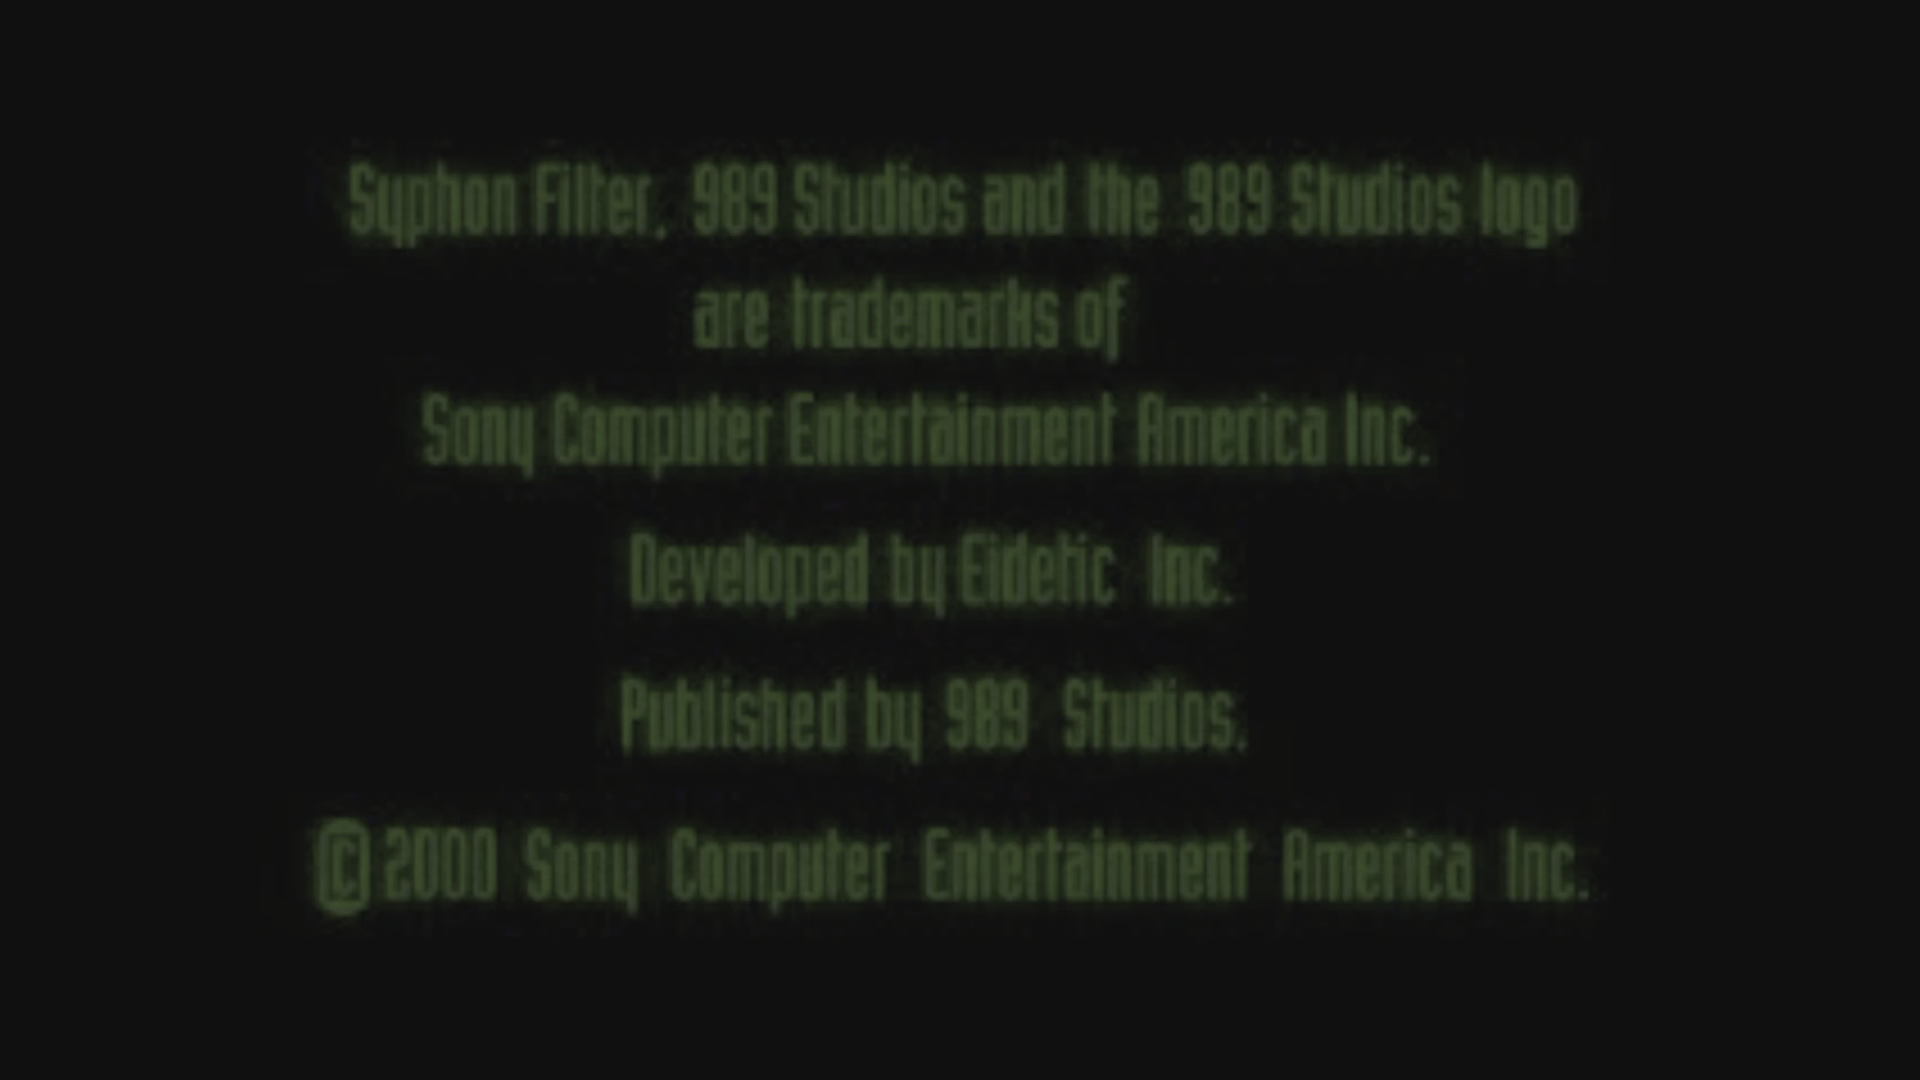 Syphon Filter, 989 Studios and the 989 Studios logo
are trademarks of
Sony Computer Entertainment America Inc.
Developed by Eidetic Inc.
Published by 989 Studios.
© 2000 Sony Computer Entertainment America Inc.